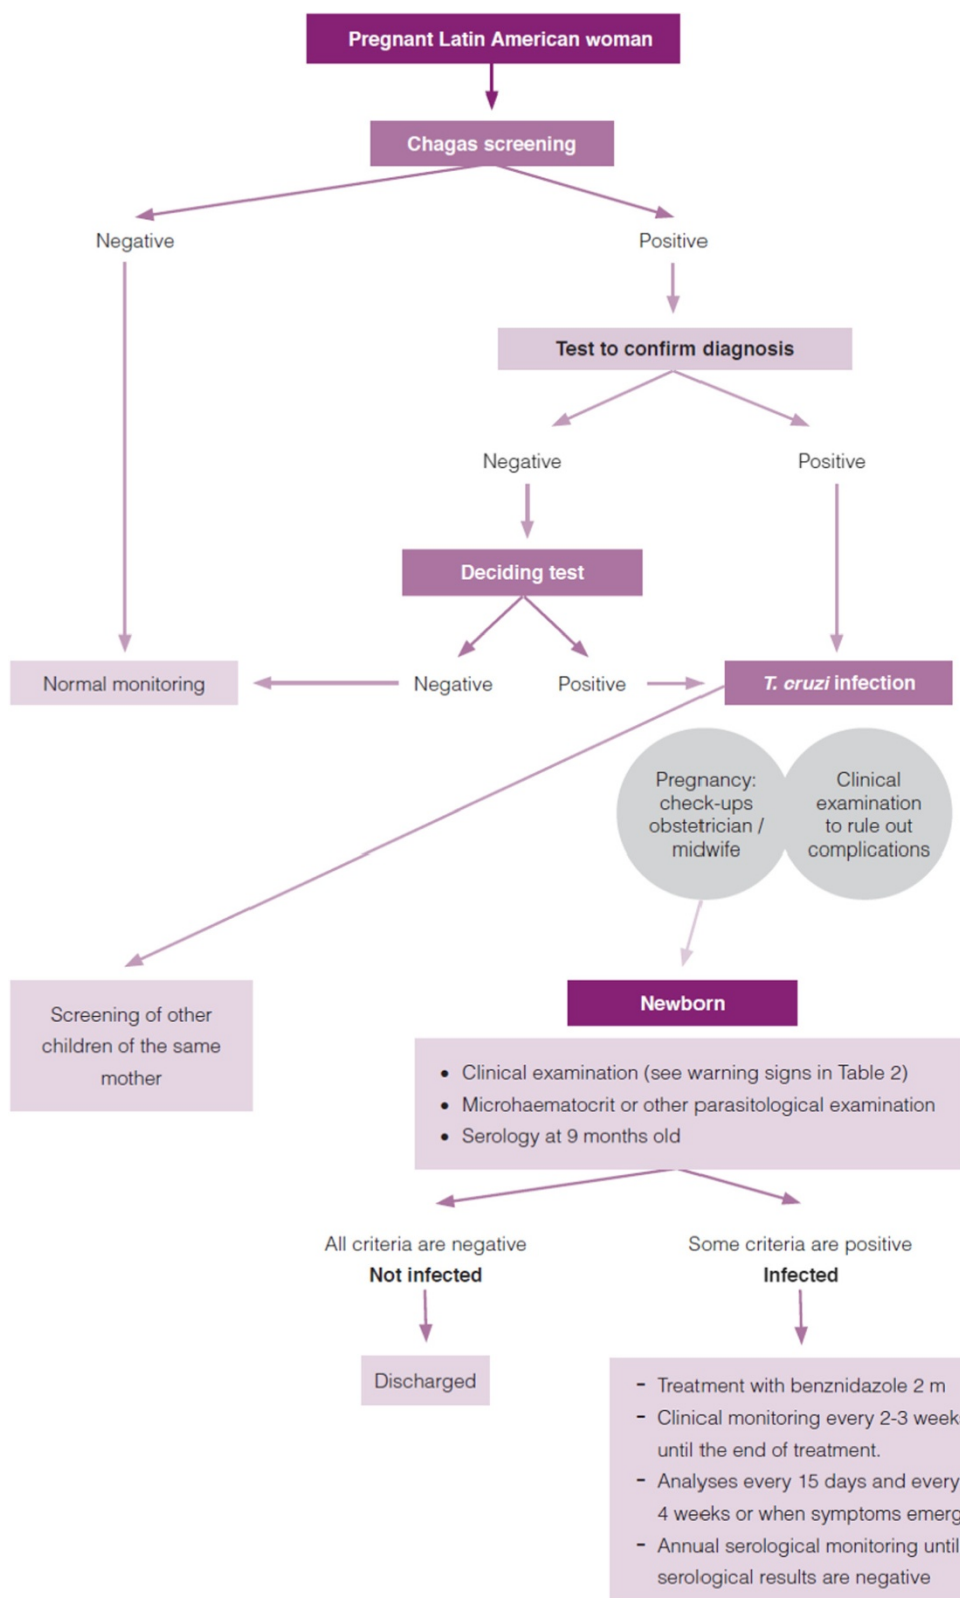 Pregnant Latin American woman
Chagas screening
Negative
Positive
Test to confirm diagnosis
Negative
Positive
Deciding test
Normal monitoring
Negative
Positive
T. cruzi infection
Pregnancy:
check-ups
obstetrician /
midwife
Clinical
examination
to rule out
complications
Screening of other
children of the same
mother
Newborn
• Clinical examination (see warning signs in Table 2)
• Microhaematocrit or other parasitological examination
• Serology at 9 months old
All criteria are negative
Not infected
Some criteria are positive
Infected
Discharged
- Treatment with benznidazole 2 m
- Clinical monitoring every 2-3 weeks
until the end of treatment.
- Analyses every 15 days and every
4 weeks or when symptoms emerg
- Annual serological monitoring until
serological results are negative